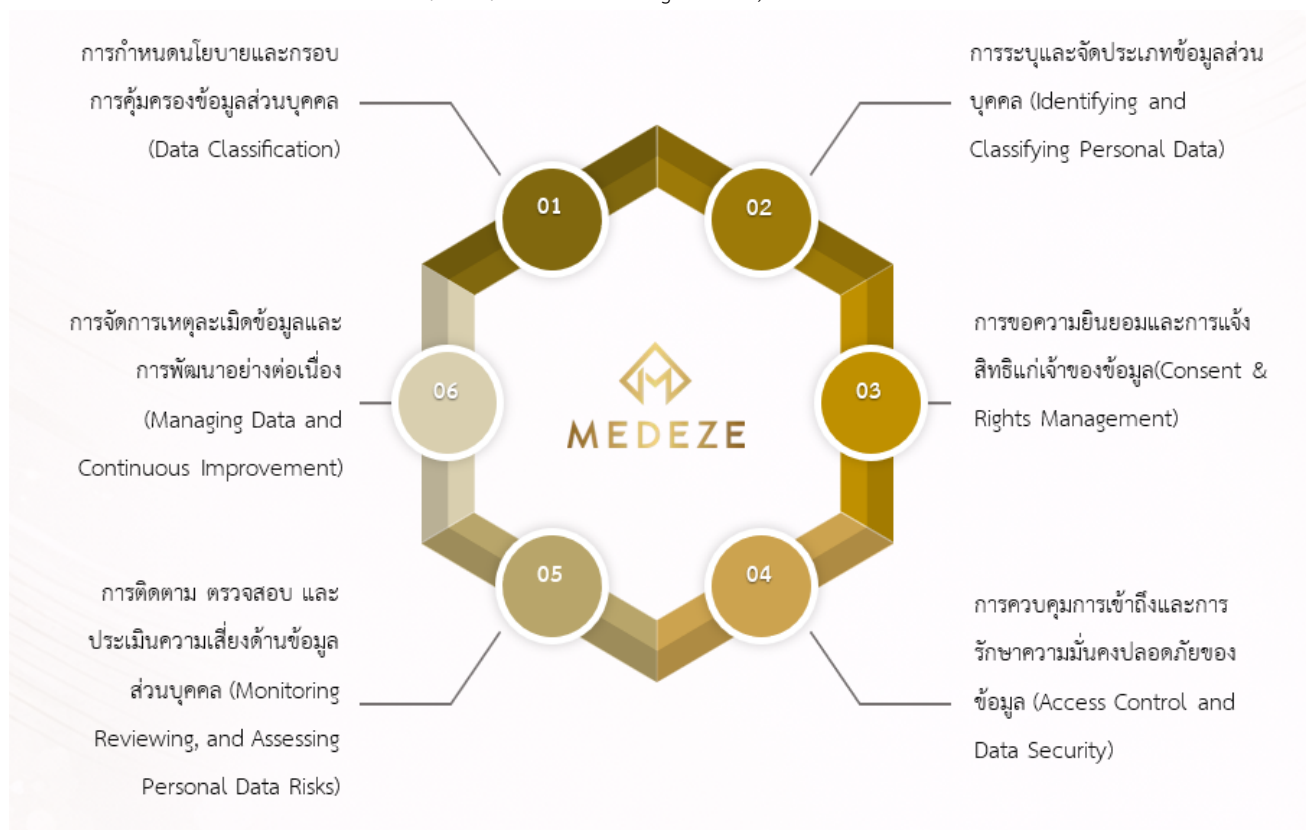 การกำหนดนโยบายและกรอบ
การคุ้มครองข้อมูลส่วนบุคคล
(Data Classification)
01
02
การระบุและจัดประเภทข้อมูลส่วน
บุคคล (Identifying and
Classifying Personal Data)
การขอความยินยอมและการแจ้ง
สิทธิแก่เจ้าของข้อมูล(Consent &
Rights Management)
03
04
การควบคุมการเข้าถึงและการ
รักษาความมั่นคงปลอดภัยของ
ข้อมูล (Access Control and
Data Security)
05
การติดตาม ตรวจสอบ และ
ประเมินความเสี่ยงด้านข้อมูล
ส่วนบุคคล (Monitoring
Reviewing, and Assessing
Personal Data Risks)
06
การจัดการเหตุละเมิดข้อมูลและ
การพัฒนาอย่างต่อเนื่อง
(Managing Data and
Continuous Improvement)
MEDEZE